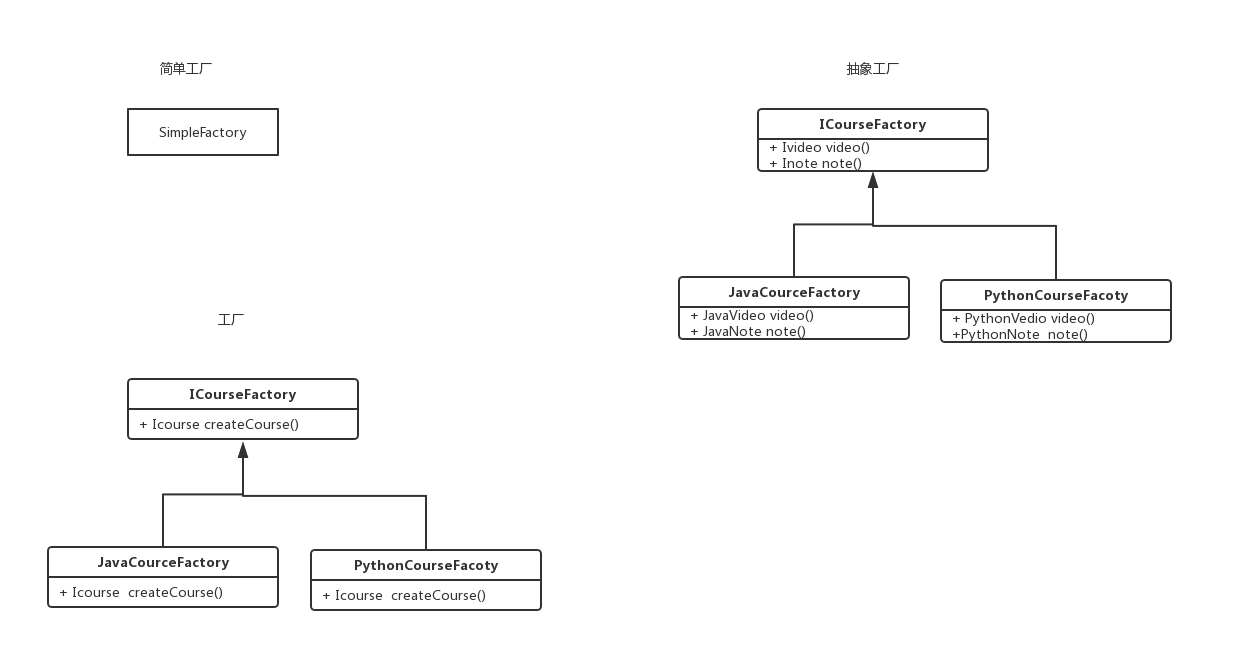 简单工厂
SimpleFactory
工厂
ICourseFactory
+ Icourse createCourse()
JavaCourceFactory
+ Icourse  createCourse()
PythonCourseFacoty
+ Icourse  createCourse()
抽象工厂
ICourseFactory
+ Ivideo video()
+ Inote note()
JavaCourceFactory
+ JavaVideo video()
+ JavaNote note()
PythonCourseFacoty
+ PythonVedio video()
+PythonNote  note()